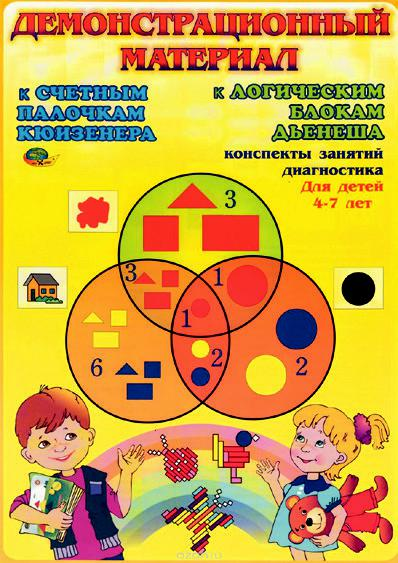 ДЕМОНСТРАЦИОННЫЙ
МАТЕРИАЛ
К СЧЕТНЫМ
ПАЛОЧКАМ
КЮИЗЕНЕРА
К ЛОГИЧЕСКИМ
БЛОКАМ
ДЬЕНЕША
конспекты занятий
диагностика
Для детей
4-7 лет
3
3
1
1
6
2
2